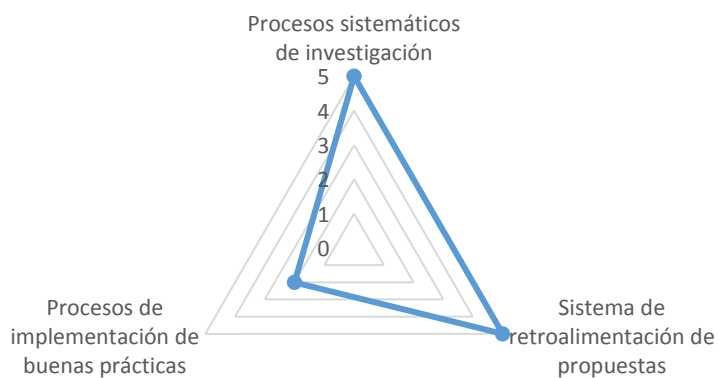 Procesos sistemáticos
de investigación
5
4
3
2
1
0
Procesos de
implementación de
buenas prácticas
Sistema de
retroalimentación de
propuestas